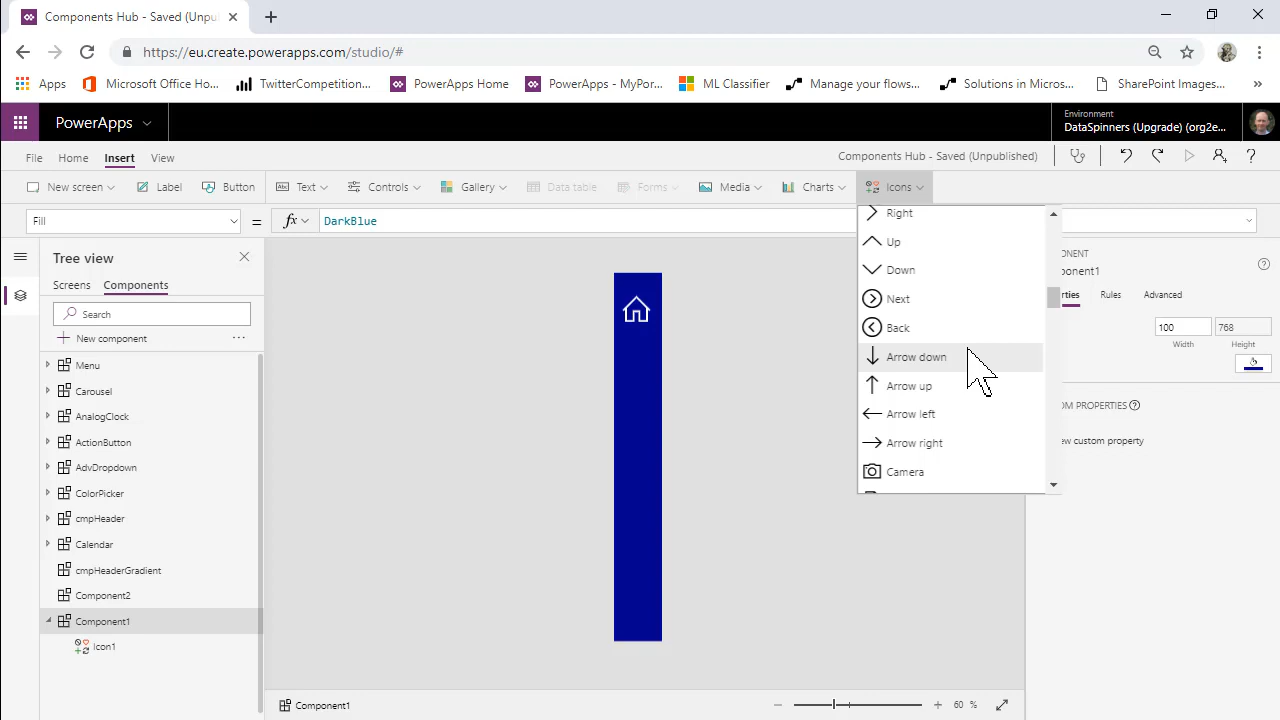 Components Hub - Saved (Unpu
https://eu.create.powerapps.com/studio/#
Apps
Microsoft Office Ho...
TwitterCompetition...
PowerApps Home
PowerApps - MyPor...
ML Classifier
Manage your flows...
Solutions in Micros...
SharePoint Images...
»
PowerApps
Environment
DataSpinners (Upgrade) (org2e...
File
Home
Insert
View
Components Hub - Saved (Unpublished)
New screen
Label
Button
Text
Controls
Gallery
Data table
Forms
Media
Charts
Icons
Fill
=
fx
DarkBlue
Tree view
Screens
Components
Search
New component
Menu
Carousel
AnalogClock
ActionButton
AdvDropdown
ColorPicker
cmpHeader
Calendar
cmpHeaderGradient
Component2
Component1
Icon1
Right
Up
Down
Next
Back
Arrow down
Arrow up
Arrow left
Arrow right
Camera
ONENT
onent1
rties
Rules
Advanced
100
768
Width
Height
OM PROPERTIES
ew custom property
Component1
60 %